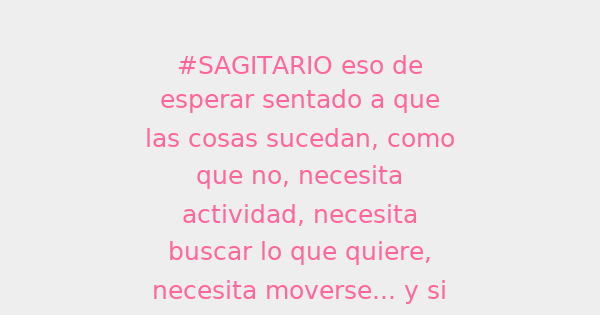 #SAGITARIO eso de
esperar sentado a que
las cosas sucedan, como
que no, necesita
actividad, necesita
buscar lo que quiere,
necesita moverse... y si